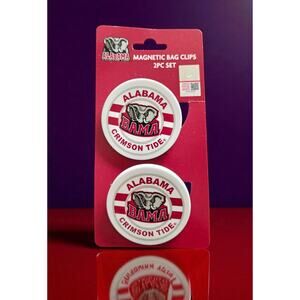 ALABAMA
MAGNETIC BAG CLIPS
2PC SET
ALABAMA
BAMA
CRIMSON TIDE.
ALABAMA
BAMA
CRIMSON TIDE.